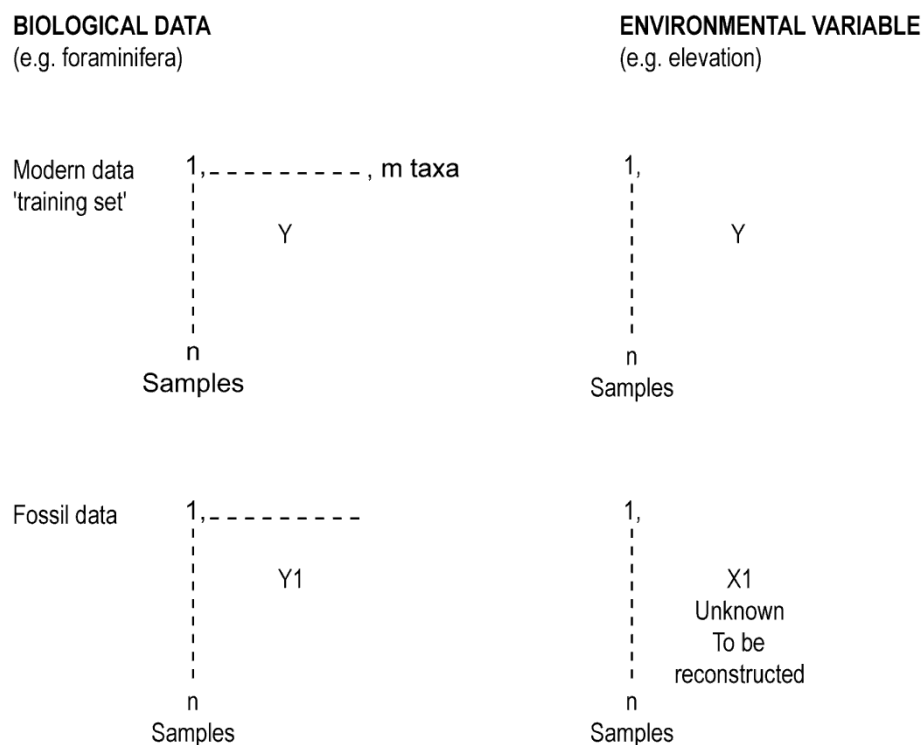 BIOLOGICAL DATA
(e.g. foraminifera)
ENVIRONMENTAL VARIABLE
(e.g. elevation)
Modern data
'training set'
1, , m taxa
Y
n
Samples
1,
Y
n
Samples
Fossil data
1,
Y1
n
Samples
1,
X1
Unknown
To be
reconstructed
n
Samples